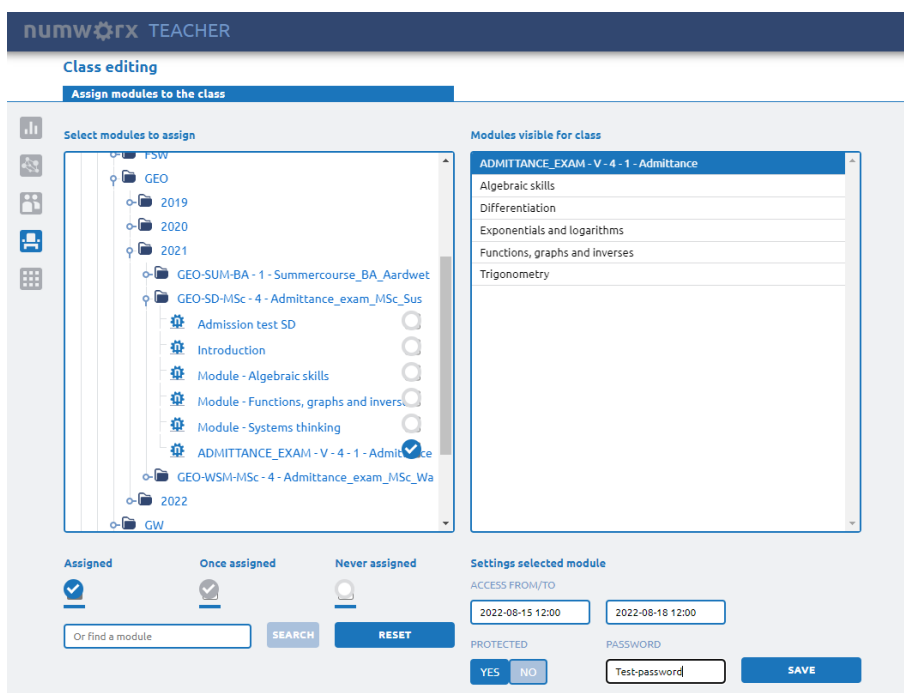 numworx TEACHER
Class editing
Assign modules to the class
Select modules to assign
FSW
GEO
2019
2020
2021
GEO-SUM-BA - 1 - Summercourse_BA_Aardwet
GEO-SD-MSc - 4 - Admittance_exam_MSc_Sus
Admission test SD
Introduction
Module - Algebraic skills
Module - Functions, graphs and invers
Module - Systems thinking
ADMITTANCE_EXAM - V - 4 - 1 - Admittance
GEO-WSM-MSc - 4 - Admittance_exam_MSc_Wa
2022
GW
Modules visible for class
ADMITTANCE_EXAM - V - 4 - 1 - Admittance
Algebraic skills
Differentiation
Exponentials and logarithms
Functions, graphs and inverses
Trigonometry
Assigned Once assigned Never assigned
Or find a module SEARCH RESET
Settings selected module
ACCESS FROM/TO
2022-08-15 12:00 2022-08-18 12:00
PROTECTED PASSWORD
YES NO Test-password SAVE